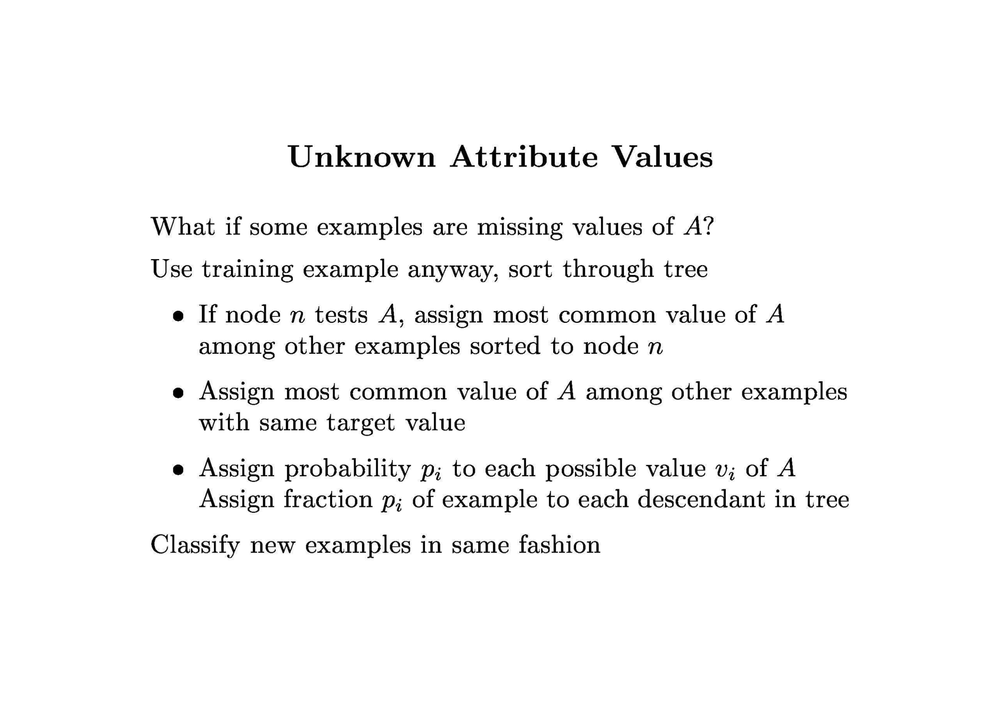 Unknown Attribute Values
What if some examples are missing values of A?
Use training example anyway, sort through tree
• If node n tests A, assign most common value of A
among other examples sorted to node n
• Assign most common value of A among other examples
with same target value
• Assign probability pᵢ to each possible value vᵢ of A
Assign fraction pᵢ of example to each descendant in tree
Classify new examples in same fashion